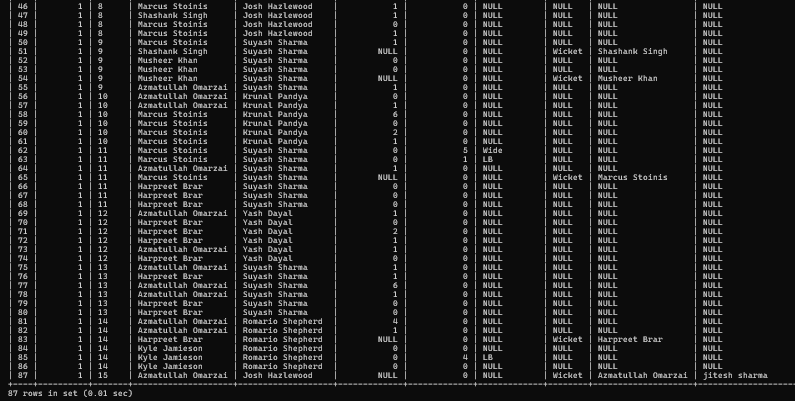 | 46 | 1 | 8 | Marcus Stoinis | Josh Hazlewood | 1 | 0 | NULL | NULL | NULL | NULL
| 47 | 1 | 8 | Shashank Singh | Josh Hazlewood | 1 | 0 | NULL | NULL | NULL | NULL
| 48 | 1 | 8 | Marcus Stoinis | Josh Hazlewood | 0 | 0 | NULL | NULL | NULL | NULL
| 49 | 1 | 8 | Marcus Stoinis | Josh Hazlewood | 1 | 0 | NULL | NULL | NULL | NULL
| 50 | 1 | 9 | Marcus Stoinis | Suyash Sharma | 1 | 0 | NULL | NULL | NULL | NULL
| 51 | 1 | 9 | Shashank Singh | Suyash Sharma | NULL | 0 | NULL | Wicket | Shashank Singh | NULL
| 52 | 1 | 9 | Musheer Khan | Suyash Sharma | 0 | 0 | NULL | NULL | NULL | NULL
| 53 | 1 | 9 | Musheer Khan | Suyash Sharma | 0 | 0 | NULL | NULL | NULL | NULL
| 54 | 1 | 9 | Musheer Khan | Suyash Sharma | NULL | 0 | NULL | Wicket | Musheer Khan | NULL
| 55 | 1 | 9 | Azmatullah Omarzai | Suyash Sharma | 1 | 0 | NULL | NULL | NULL | NULL
| 56 | 1 | 10 | Azmatullah Omarzai | Krunal Pandya | 0 | 0 | NULL | NULL | NULL | NULL
| 57 | 1 | 10 | Azmatullah Omarzai | Krunal Pandya | 1 | 0 | NULL | NULL | NULL | NULL
| 58 | 1 | 10 | Marcus Stoinis | Krunal Pandya | 6 | 0 | NULL | NULL | NULL | NULL
| 59 | 1 | 10 | Marcus Stoinis | Krunal Pandya | 0 | 0 | NULL | NULL | NULL | NULL
| 60 | 1 | 10 | Marcus Stoinis | Krunal Pandya | 2 | 0 | NULL | NULL | NULL | NULL
| 61 | 1 | 10 | Marcus Stoinis | Krunal Pandya | 1 | 0 | NULL | NULL | NULL | NULL
| 62 | 1 | 11 | Marcus Stoinis | Suyash Sharma | 0 | 5 | Wide | NULL | NULL | NULL
| 63 | 1 | 11 | Marcus Stoinis | Suyash Sharma | 0 | 1 | LB | NULL | NULL | NULL
| 64 | 1 | 11 | Azmatullah Omarzai | Suyash Sharma | 1 | 0 | NULL | NULL | NULL | NULL
| 65 | 1 | 11 | Marcus Stoinis | Suyash Sharma | NULL | 0 | NULL | Wicket | Marcus Stoinis | NULL
| 66 | 1 | 11 | Harpreet Brar | Suyash Sharma | 0 | 0 | NULL | NULL | NULL | NULL
| 67 | 1 | 11 | Harpreet Brar | Suyash Sharma | 0 | 0 | NULL | NULL | NULL | NULL
| 68 | 1 | 11 | Harpreet Brar | Suyash Sharma | 0 | 0 | NULL | NULL | NULL | NULL
| 69 | 1 | 12 | Azmatullah Omarzai | Yash Dayal | 1 | 0 | NULL | NULL | NULL | NULL
| 70 | 1 | 12 | Harpreet Brar | Yash Dayal | 0 | 0 | NULL | NULL | NULL | NULL
| 71 | 1 | 12 | Harpreet Brar | Yash Dayal | 2 | 0 | NULL | NULL | NULL | NULL
| 72 | 1 | 12 | Harpreet Brar | Yash Dayal | 1 | 0 | NULL | NULL | NULL | NULL
| 73 | 1 | 12 | Azmatullah Omarzai | Yash Dayal | 1 | 0 | NULL | NULL | NULL | NULL
| 74 | 1 | 12 | Harpreet Brar | Yash Dayal | 0 | 0 | NULL | NULL | NULL | NULL
| 75 | 1 | 13 | Azmatullah Omarzai | Suyash Sharma | 1 | 0 | NULL | NULL | NULL | NULL
| 76 | 1 | 13 | Harpreet Brar | Suyash Sharma | 1 | 0 | NULL | NULL | NULL | NULL
| 77 | 1 | 13 | Azmatullah Omarzai | Suyash Sharma | 6 | 0 | NULL | NULL | NULL | NULL
| 78 | 1 | 13 | Azmatullah Omarzai | Suyash Sharma | 1 | 0 | NULL | NULL | NULL | NULL
| 79 | 1 | 13 | Harpreet Brar | Suyash Sharma | 0 | 0 | NULL | NULL | NULL | NULL
| 80 | 1 | 13 | Harpreet Brar | Suyash Sharma | 0 | 0 | NULL | NULL | NULL | NULL
| 81 | 1 | 14 | Azmatullah Omarzai | Romario Shepherd | 4 | 0 | NULL | NULL | NULL | NULL
| 82 | 1 | 14 | Azmatullah Omarzai | Romario Shepherd | 1 | 0 | NULL | NULL | NULL | NULL
| 83 | 1 | 14 | Harpreet Brar | Romario Shepherd | NULL | 0 | NULL | Wicket | Harpreet Brar | NULL
| 84 | 1 | 14 | Kyle Jamieson | Romario Shepherd | 0 | 0 | NULL | NULL | NULL | NULL
| 85 | 1 | 14 | Kyle Jamieson | Romario Shepherd | 0 | 4 | LB | NULL | NULL | NULL
| 86 | 1 | 14 | Kyle Jamieson | Romario Shepherd | 0 | 0 | NULL | NULL | NULL | NULL
| 87 | 1 | 15 | Azmatullah Omarzai | Josh Hazlewood | NULL | 0 | NULL | Wicket | Azmatullah Omarzai | jitesh sharma
87 rows in set (0.01 sec)